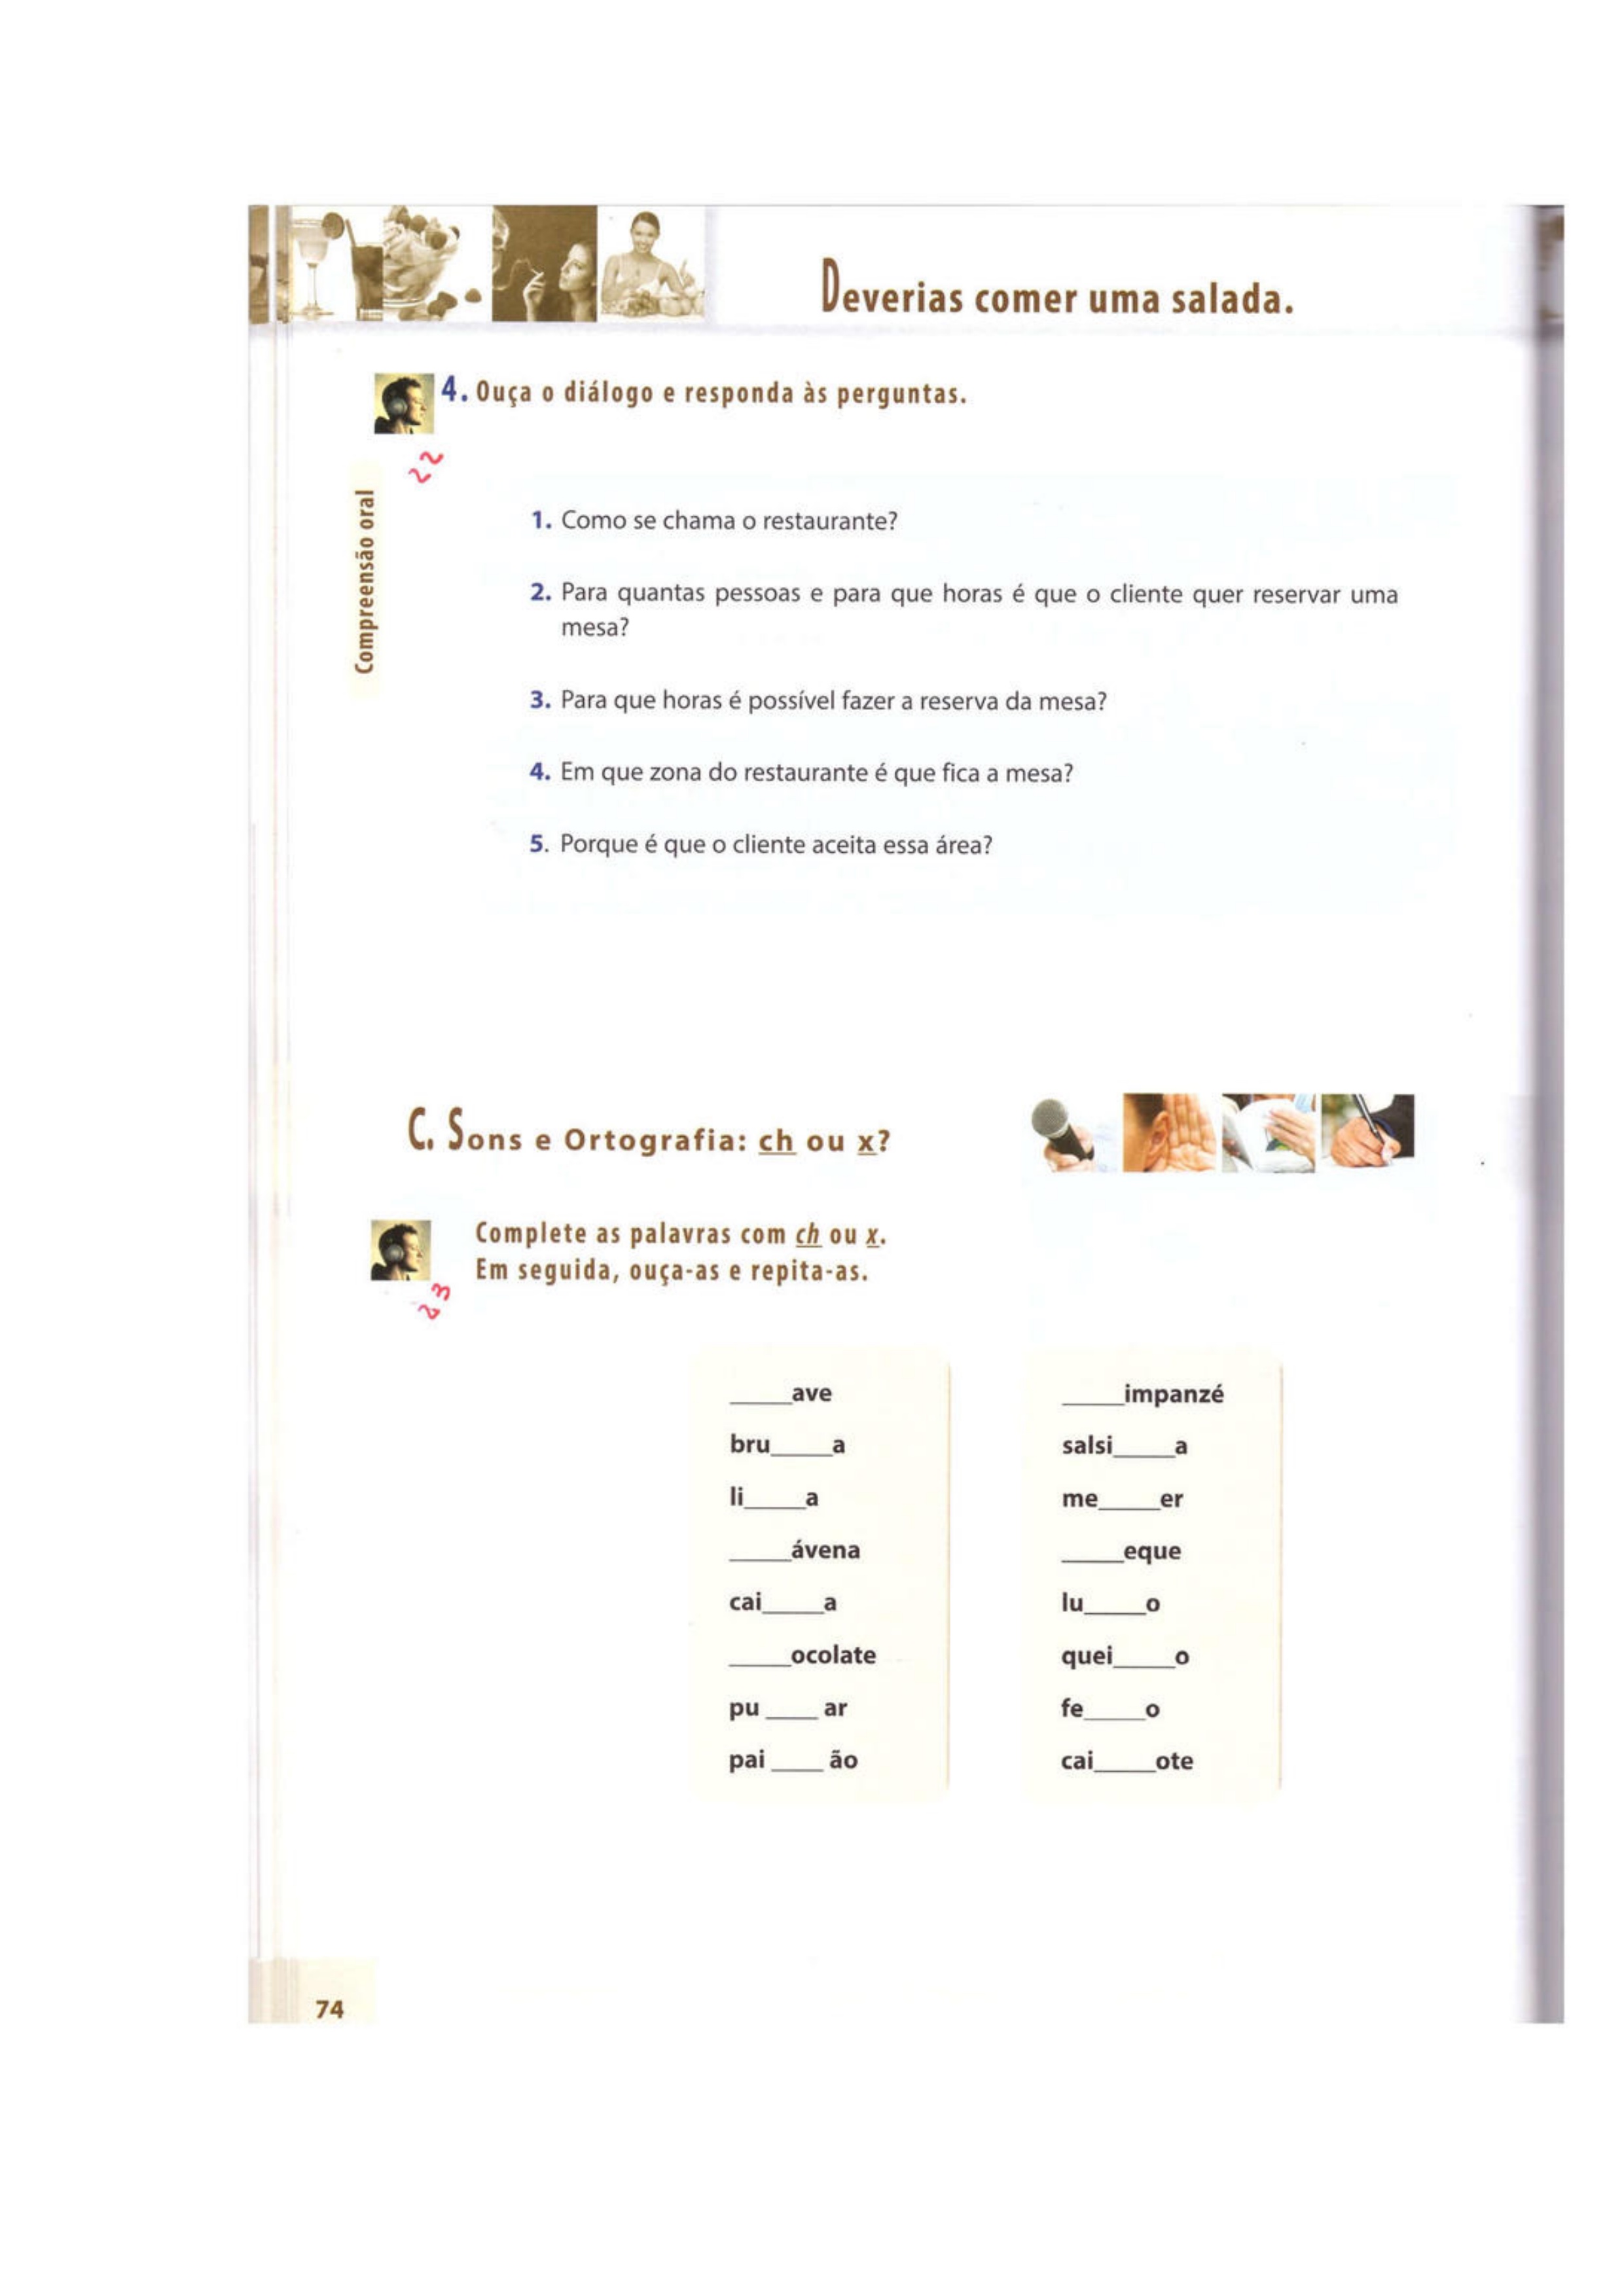 Deverias comer uma salada.
4. Ouça o diálogo e responda às perguntas.
22
Compreensão oral
1. Como se chama o restaurante?
2. Para quantas pessoas e para que horas é que o cliente quer reservar uma
mesa?
3. Para que horas é possível fazer a reserva da mesa?
4. Em que zona do restaurante é que fica a mesa?
5. Porque é que o cliente aceita essa área?
C. Sons e Ortografia: ch ou x?
Complete as palavras com ch ou x.
Em seguida, ouça-as e repita-as.
23
_____ave
bru_____a
li_____a
_____ávena
cai_____a
_____ocolate
pu ____ ar
pai ____ ão
_____impanzé
salsi_____a
me_____er
_____eque
lu_____o
quei_____o
fe_____o
cai_____ote
74